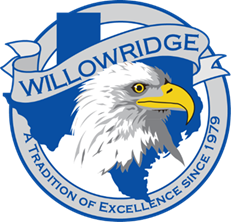 WILLOWRIDGE
A TRADITION OF EXCELLENCE SINCE 1979